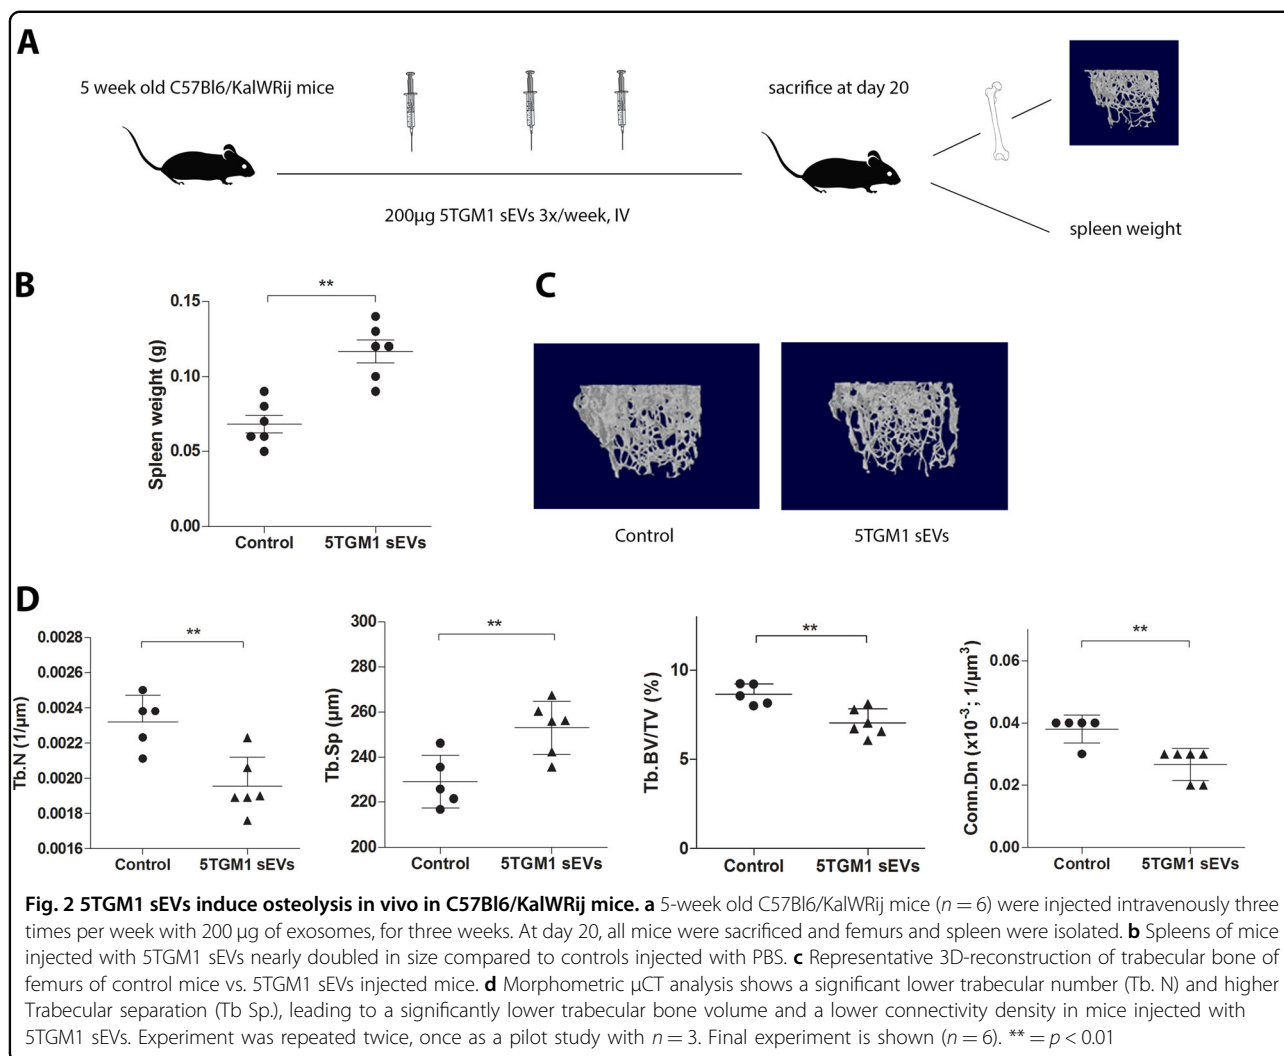 A
5 week old C57Bl6/KalWRij mice
sacrifice at day 20
200µg 5TGM1 sEVs 3x/week, IV
spleen weight
B
**
Spleen weight (g)
0.15
0.10
0.05
0.00
Control
5TGM1 sEVs
C
Control
5TGM1 sEVs
D
**
Tb.N (1/µm)
0.0028
0.0026
0.0024
0.0022
0.0020
0.0018
0.0016
Control
5TGM1 sEVs
**
Tb.Sp (µm)
300
280
260
240
220
200
Control
5TGM1 sEVs
**
Tb.BV/TV (%)
10
5
0
Control
5TGM1 sEVs
**
Conn.Dn (x10⁻³; 1/µm³)
0.06
0.04
0.02
0.00
Control
5TGM1 sEVs
Fig. 2 5TGM1 sEVs induce osteolysis in vivo in C57Bl6/KalWRij mice. a 5-week old C57Bl6/KalWRij mice (n = 6) were injected intravenously three
times per week with 200 µg of exosomes, for three weeks. At day 20, all mice were sacrificed and femurs and spleen were isolated. b Spleens of mice
injected with 5TGM1 sEVs nearly doubled in size compared to controls injected with PBS. c Representative 3D-reconstruction of trabecular bone of
femurs of control mice vs. 5TGM1 sEVs injected mice. d Morphometric µCT analysis shows a significant lower trabecular number (Tb. N) and higher
Trabecular separation (Tb Sp.), leading to a significantly lower trabecular bone volume and a lower connectivity density in mice injected with
5TGM1 sEVs. Experiment was repeated twice, once as a pilot study with n = 3. Final experiment is shown (n = 6). ** = p < 0.01